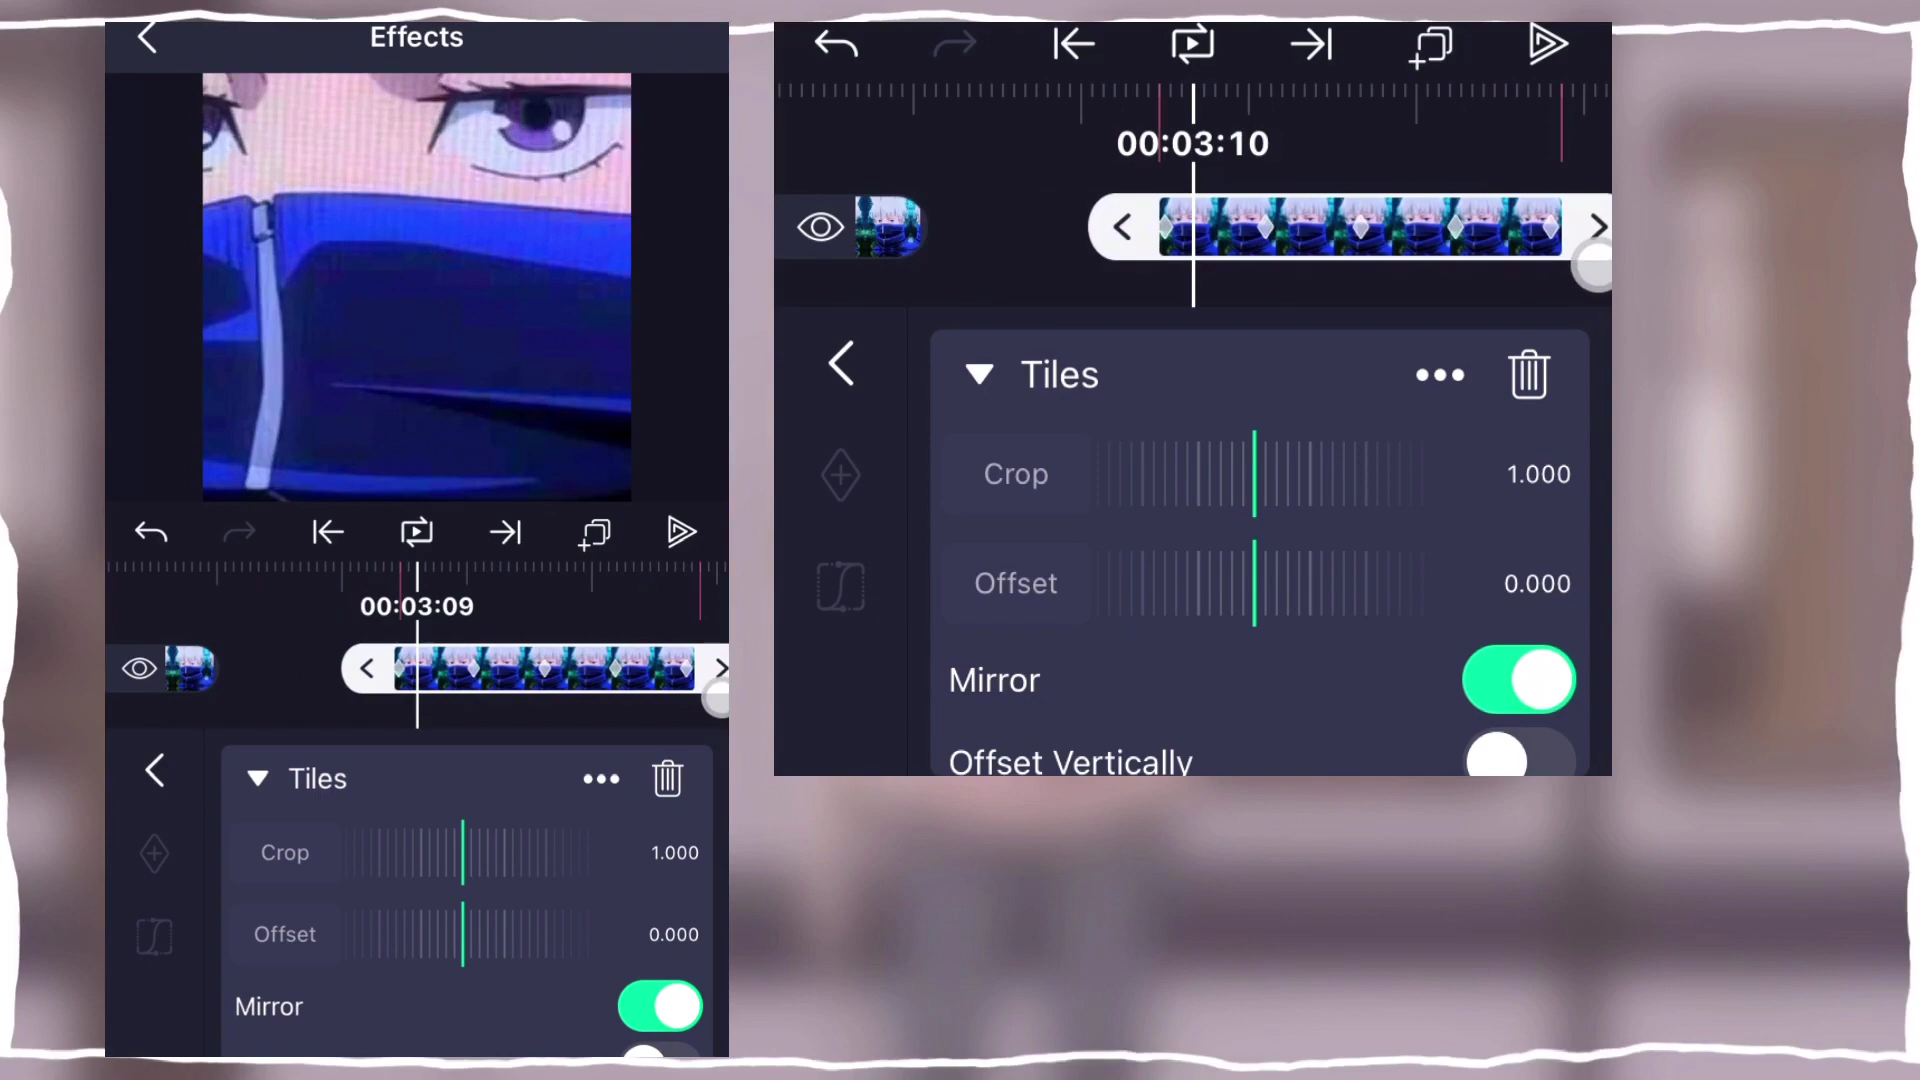 Effects
00:03:09
Tiles
Crop 1.000
Offset 0.000
Mirror
00:03:10
Tiles
Crop 1.000
Offset 0.000
Mirror
Offset Vertically